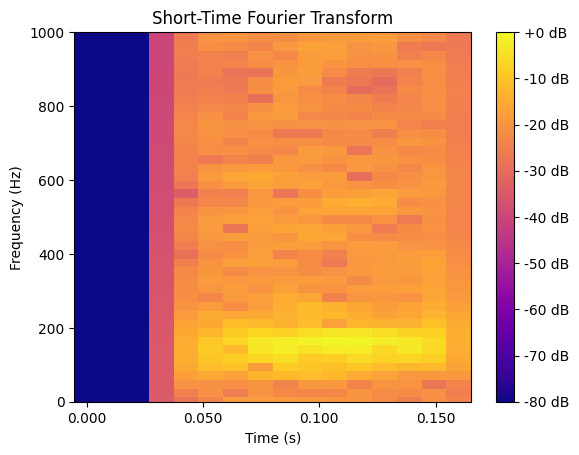 Short-Time Fourier Transform
1000
800
600
400
200
0
Frequency (Hz)
0.000
0.050
0.100
0.150
Time (s)
+0 dB
-10 dB
-20 dB
-30 dB
-40 dB
-50 dB
-60 dB
-70 dB
-80 dB